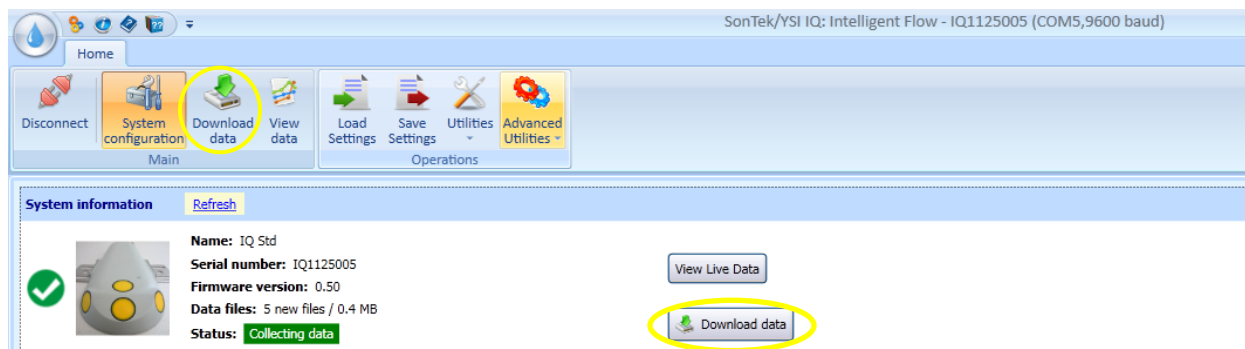 SonTek/YSI IQ: Intelligent Flow - IQ1125005 (COM5,9600 baud)
Home
Disconnect
System configuration
Download data
View data
Load Settings
Save Settings
Utilities
Advanced Utilities
Main
Operations
System information Refresh
Name: IQ Std
Serial number: IQ1125005
Firmware version: 0.50
Data files: 5 new files / 0.4 MB
Status: Collecting data
View Live Data
Download data